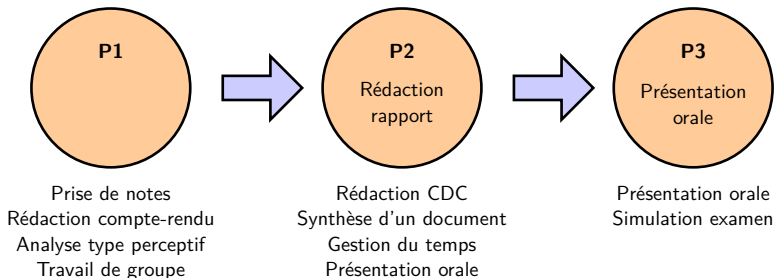 P1
Prise de notes
Rédaction compte-rendu
Analyse type perceptif
Travail de groupe
P2
Rédaction
rapport
Rédaction CDC
Synthèse d'un document
Gestion du temps
Présentation orale
P3
Présentation
orale
Présentation orale
Simulation examen